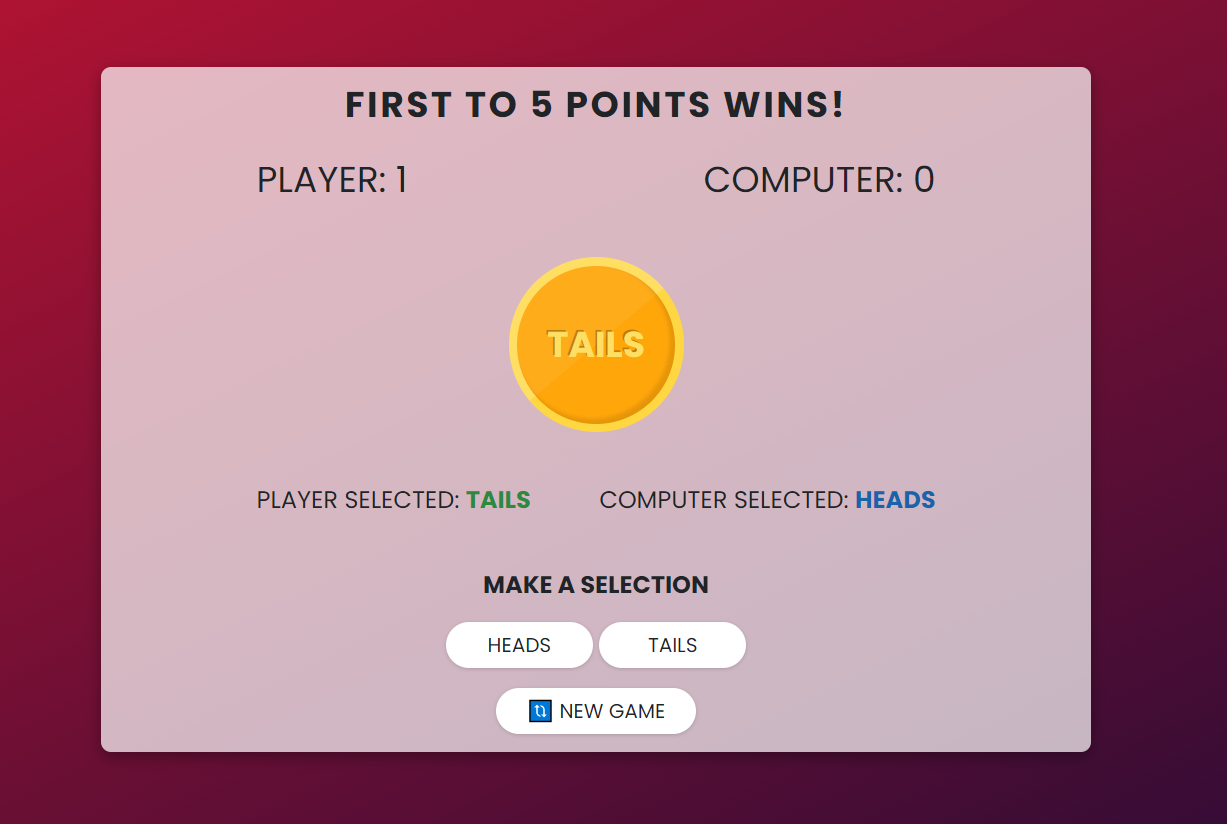 FIRST TO 5 POINTS WINS!
PLAYER: 1
COMPUTER: 0
TAILS
PLAYER SELECTED: TAILS
COMPUTER SELECTED: HEADS
MAKE A SELECTION
HEADS
TAILS
NEW GAME